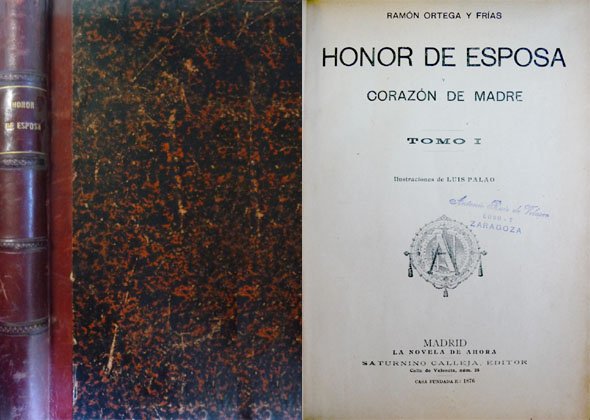 HONOR
DE ESPOSA
RAMÓN ORTEGA Y FRÍAS
HONOR DE ESPOSA
Y
CORAZÓN DE MADRE
TOMO I
Ilustraciones de LUIS PALAO
ZARAGOZA
A
MADRID
LA NOVELA DE AHORA
SATURNINO CALLEJA, EDITOR
Calle de Valencia, núm. 28
CASA FUNDADA EN 1876